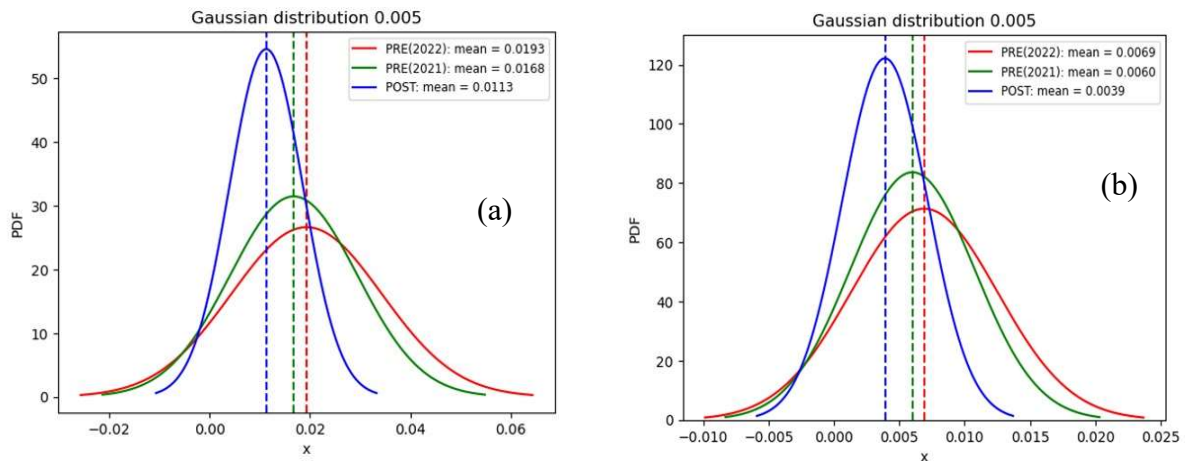 Gaussian distribution 0.005
PRE(2022): mean = 0.0193
PRE(2021): mean = 0.0168
POST: mean = 0.0113
PDF
50
40
30
20
10
0
(a)
−0.02 0.00 0.02 0.04 0.06
x
Gaussian distribution 0.005
PRE(2022): mean = 0.0069
PRE(2021): mean = 0.0060
POST: mean = 0.0039
PDF
120
100
80
60
40
20
0
(b)
−0.010 −0.005 0.000 0.005 0.010 0.015 0.020 0.025
x